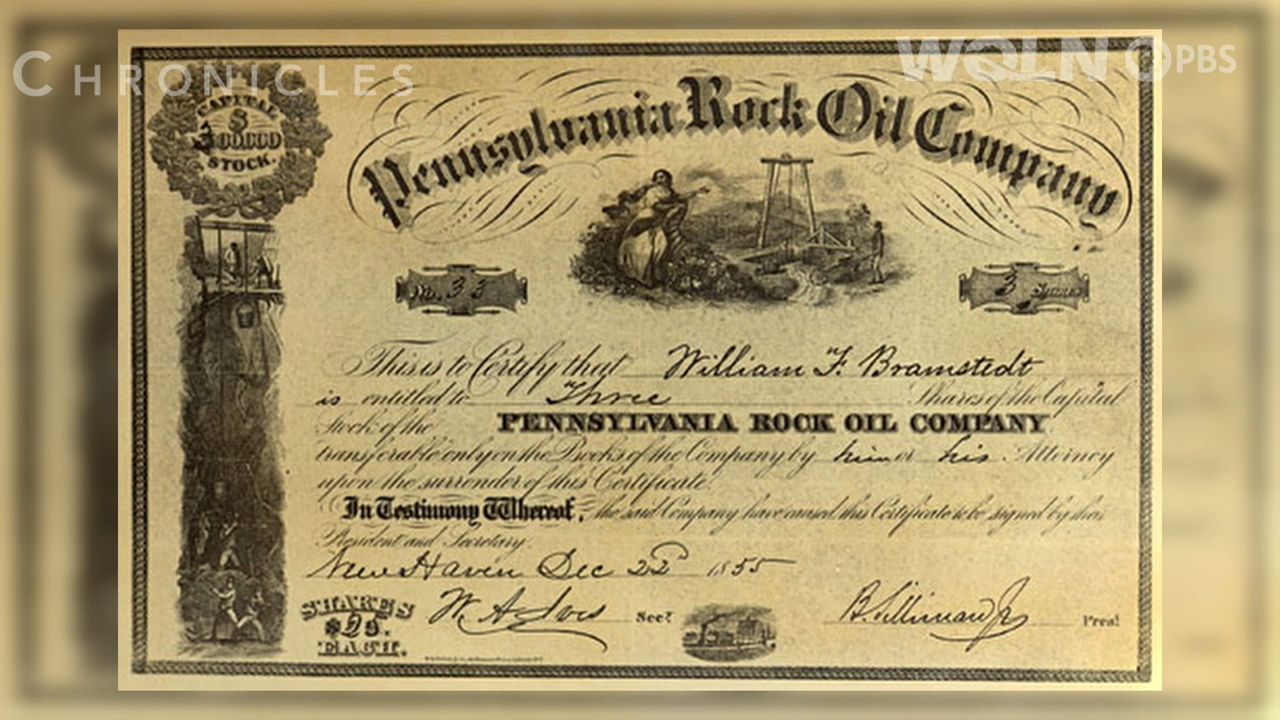 CHRONICLES
WQLN PBS
CAPITAL
$
300.000
STOCK.
Pennsylvania Rock Oil Company
No. 33
3 Shares
This is to Certify that William F. Bramstedt
is entitled to Three Shares of the Capital
Stock of the PENNSYLVANIA ROCK OIL COMPANY
transferable only on the Books of the Company by him or his Attorney
upon the surrender of this Certificate.
In Testimony Whereof, the said Company have caused this Certificate to be signed by their
President and Secretary.
New Haven Dec 22d 1855
SHARES
EACH.
W. A. Ives Secy
B. Silliman Jr Prest